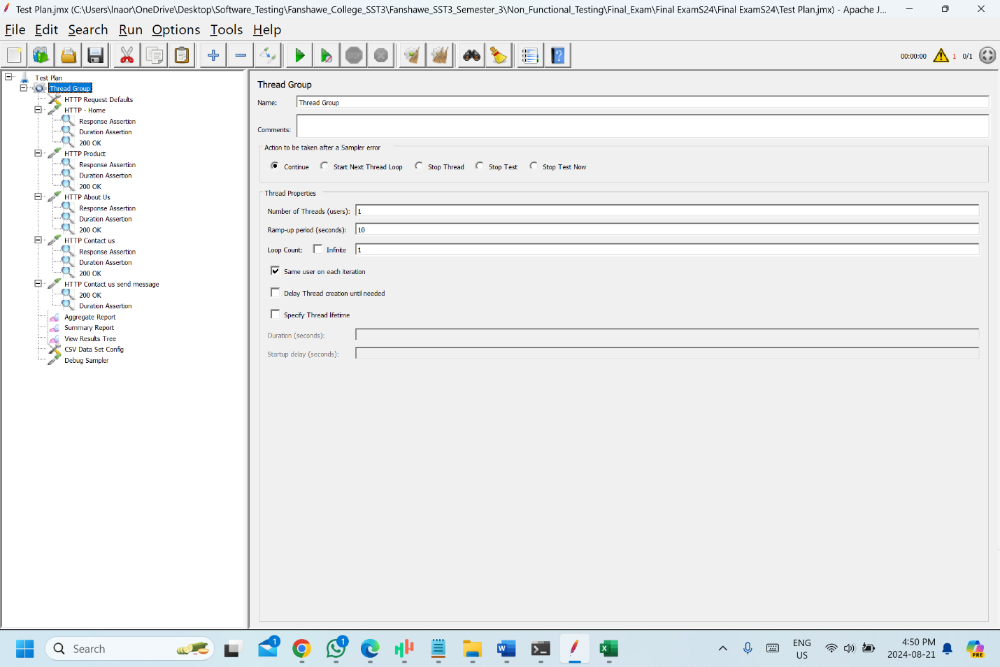 Test Plan.jmx (C:\Users\lnaor\OneDrive\Desktop\Software_Testing\Fanshawe_College_SST3\Fanshawe_SST3_Semester_3\Non_Functional_Testing\Final_Exam\Final ExamS24\Final ExamS24\Test Plan.jmx) - Apache J...
File Edit Search Run Options Tools Help
STOP
00:00:00 1 0/1
Test Plan
Thread Group
HTTP Request Defaults
HTTP - Home
Response Assertion
Duration Assertion
200 OK
HTTP Product
Response Assertion
Duration Assertion
200 OK
HTTP About Us
Response Assertion
Duration Assertion
200 OK
HTTP Contact us
Response Assertion
Duration Assertion
200 OK
HTTP Contact us send message
200 OK
Duration Assertion
Aggregate Report
Summary Report
View Results Tree
CSV Data Set Config
Debug Sampler
Thread Group
Name: Thread Group
Comments:
Action to be taken after a Sampler error
Continue Start Next Thread Loop Stop Thread Stop Test Stop Test Now
Thread Properties
Number of Threads (users): 1
Ramp-up period (seconds): 10
Loop Count: Infinite 1
Same user on each iteration
Delay Thread creation until needed
Specify Thread lifetime
Duration (seconds):
Startup delay (seconds):
Search 1 1 ENG 4:50 PM
US 2024-08-21 PRE